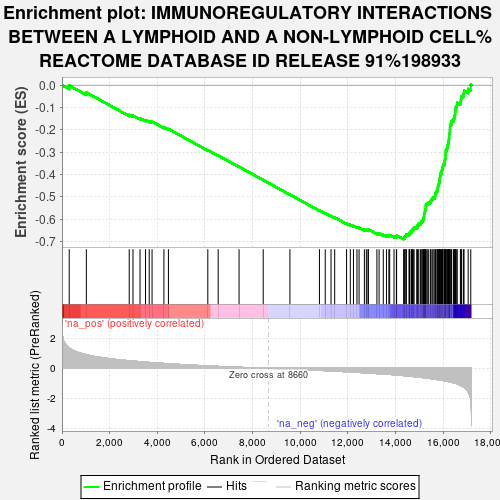 Enrichment plot: IMMUNOREGULATORY INTERACTIONS
BETWEEN A LYMPHOID AND A NON-LYMPHOID CELL%
REACTOME DATABASE ID RELEASE 91%198933
Enrichment score (ES)
0.0
-0.1
-0.2
-0.3
-0.4
-0.5
-0.6
-0.7
'na_pos' (positively correlated)
Ranked list metric (PreRanked)
2
0
-2
-4
Zero cross at 8660
'na_neg' (negatively correlated)
0
2,000
4,000
6,000
8,000
10,000
12,000
14,000
16,000
18,000
Rank in Ordered Dataset
Enrichment profile
Hits
Ranking metric scores